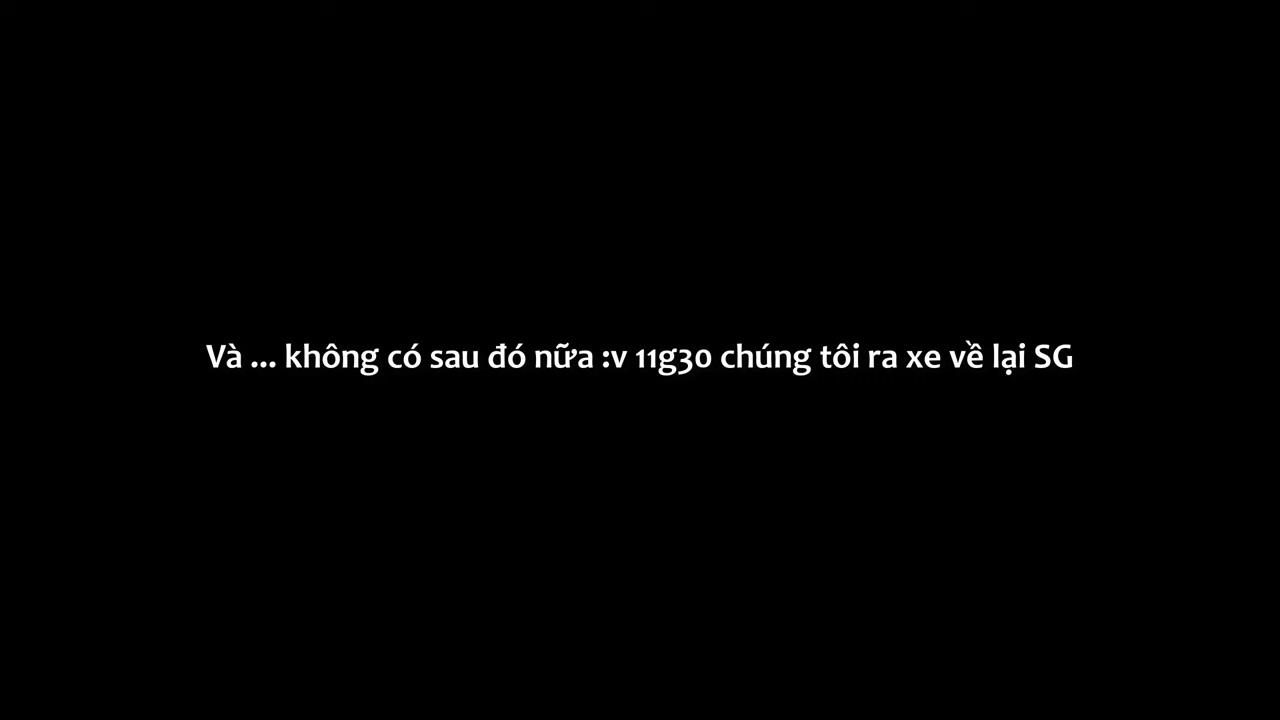 Và ... không có sau đó nữa :v 11g30 chúng tôi ra xe về lại SG